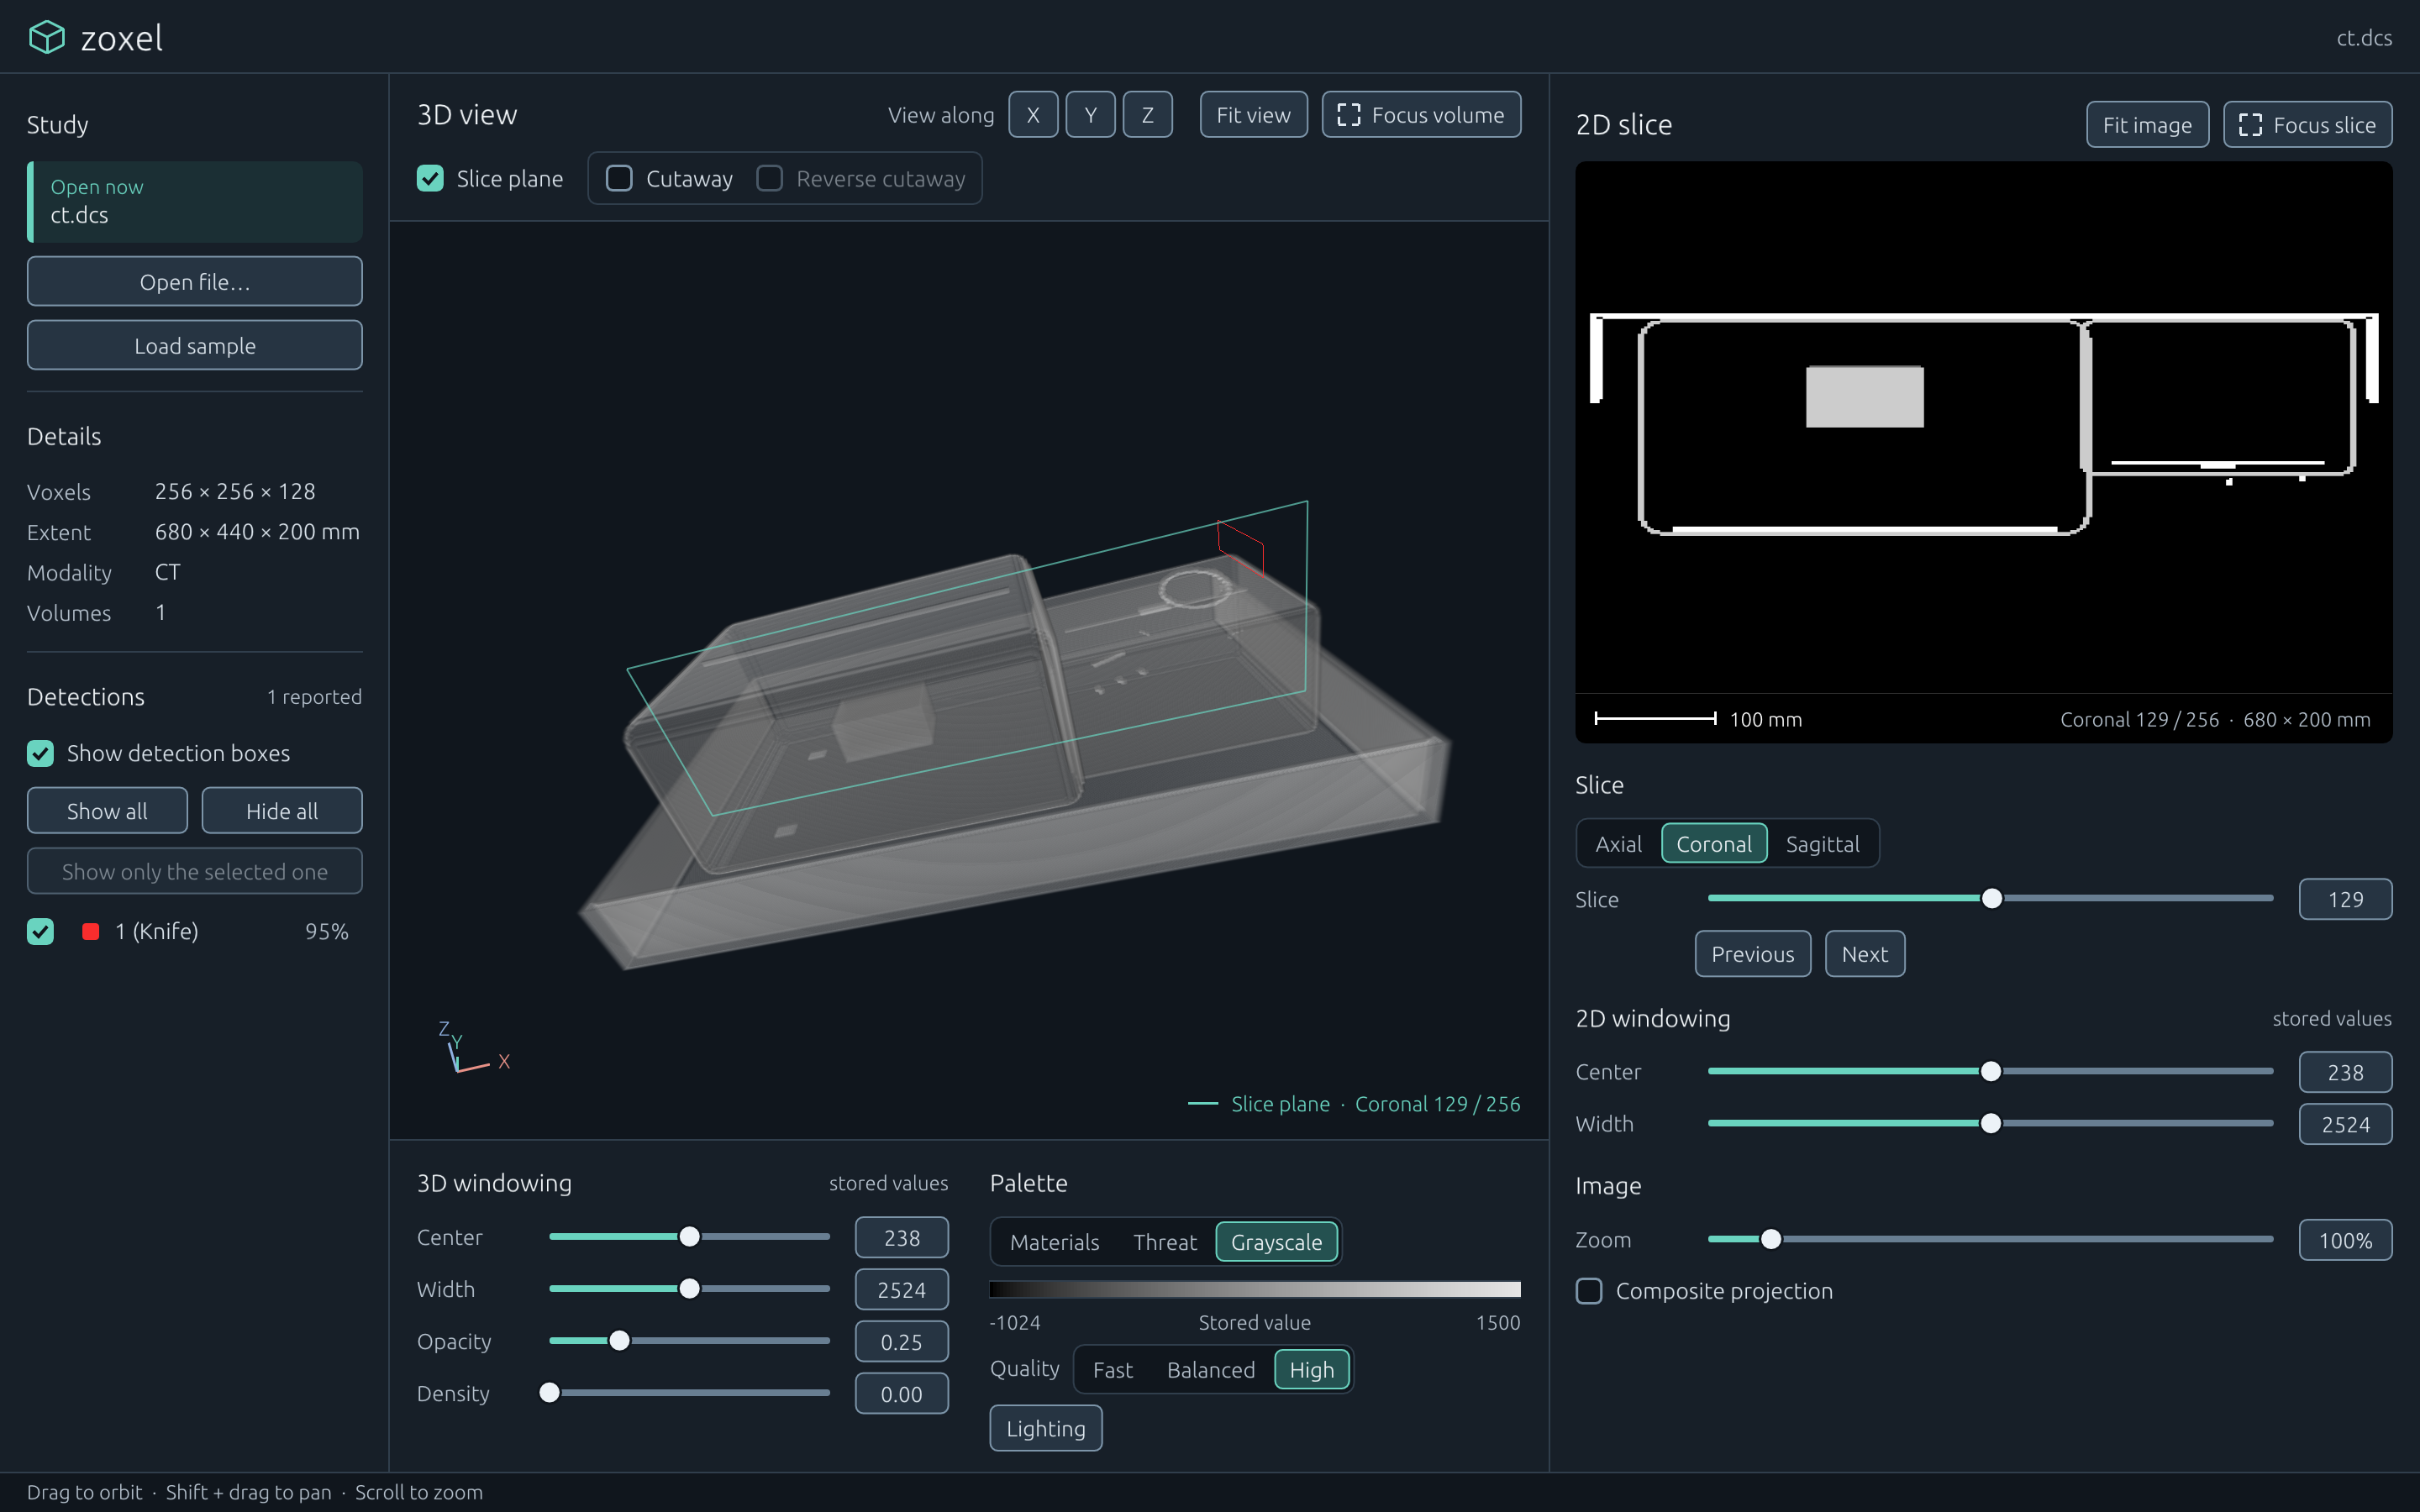 zoxel
ct.dcs
Study
Open now
ct.dcs
Open file…
Load sample
Details
Voxels 256 × 256 × 128
Extent 680 × 440 × 200 mm
Modality CT
Volumes 1
Detections 1 reported
Show detection boxes
Show all Hide all
Show only the selected one
1 (Knife) 95%
3D view
View along X Y Z Fit view Focus volume
Slice plane Cutaway Reverse cutaway
Z
Y
X
Slice plane · Coronal 129 / 256
3D windowing stored values
Center 238
Width 2524
Opacity 0.25
Density 0.00
Palette
Materials Threat Grayscale
-1024 Stored value 1500
Quality Fast Balanced High
Lighting
2D slice Fit image Focus slice
100 mm Coronal 129 / 256 · 680 × 200 mm
Slice
Axial Coronal Sagittal
Slice 129
Previous Next
2D windowing stored values
Center 238
Width 2524
Image
Zoom 100%
Composite projection
Drag to orbit · Shift + drag to pan · Scroll to zoom